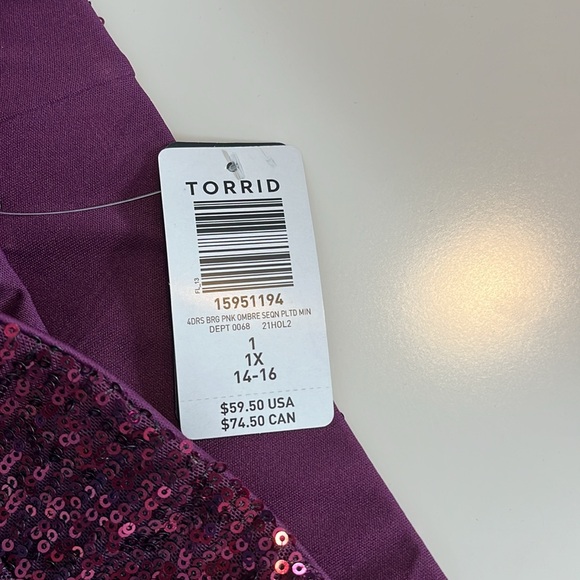 TORRID
FL_13
15951194
4DRS BRG PNK OMBRE SEQN PLTD MIN
DEPT 0068 21HOL2
1
1X
14-16
$59.50 USA
$74.50 CAN